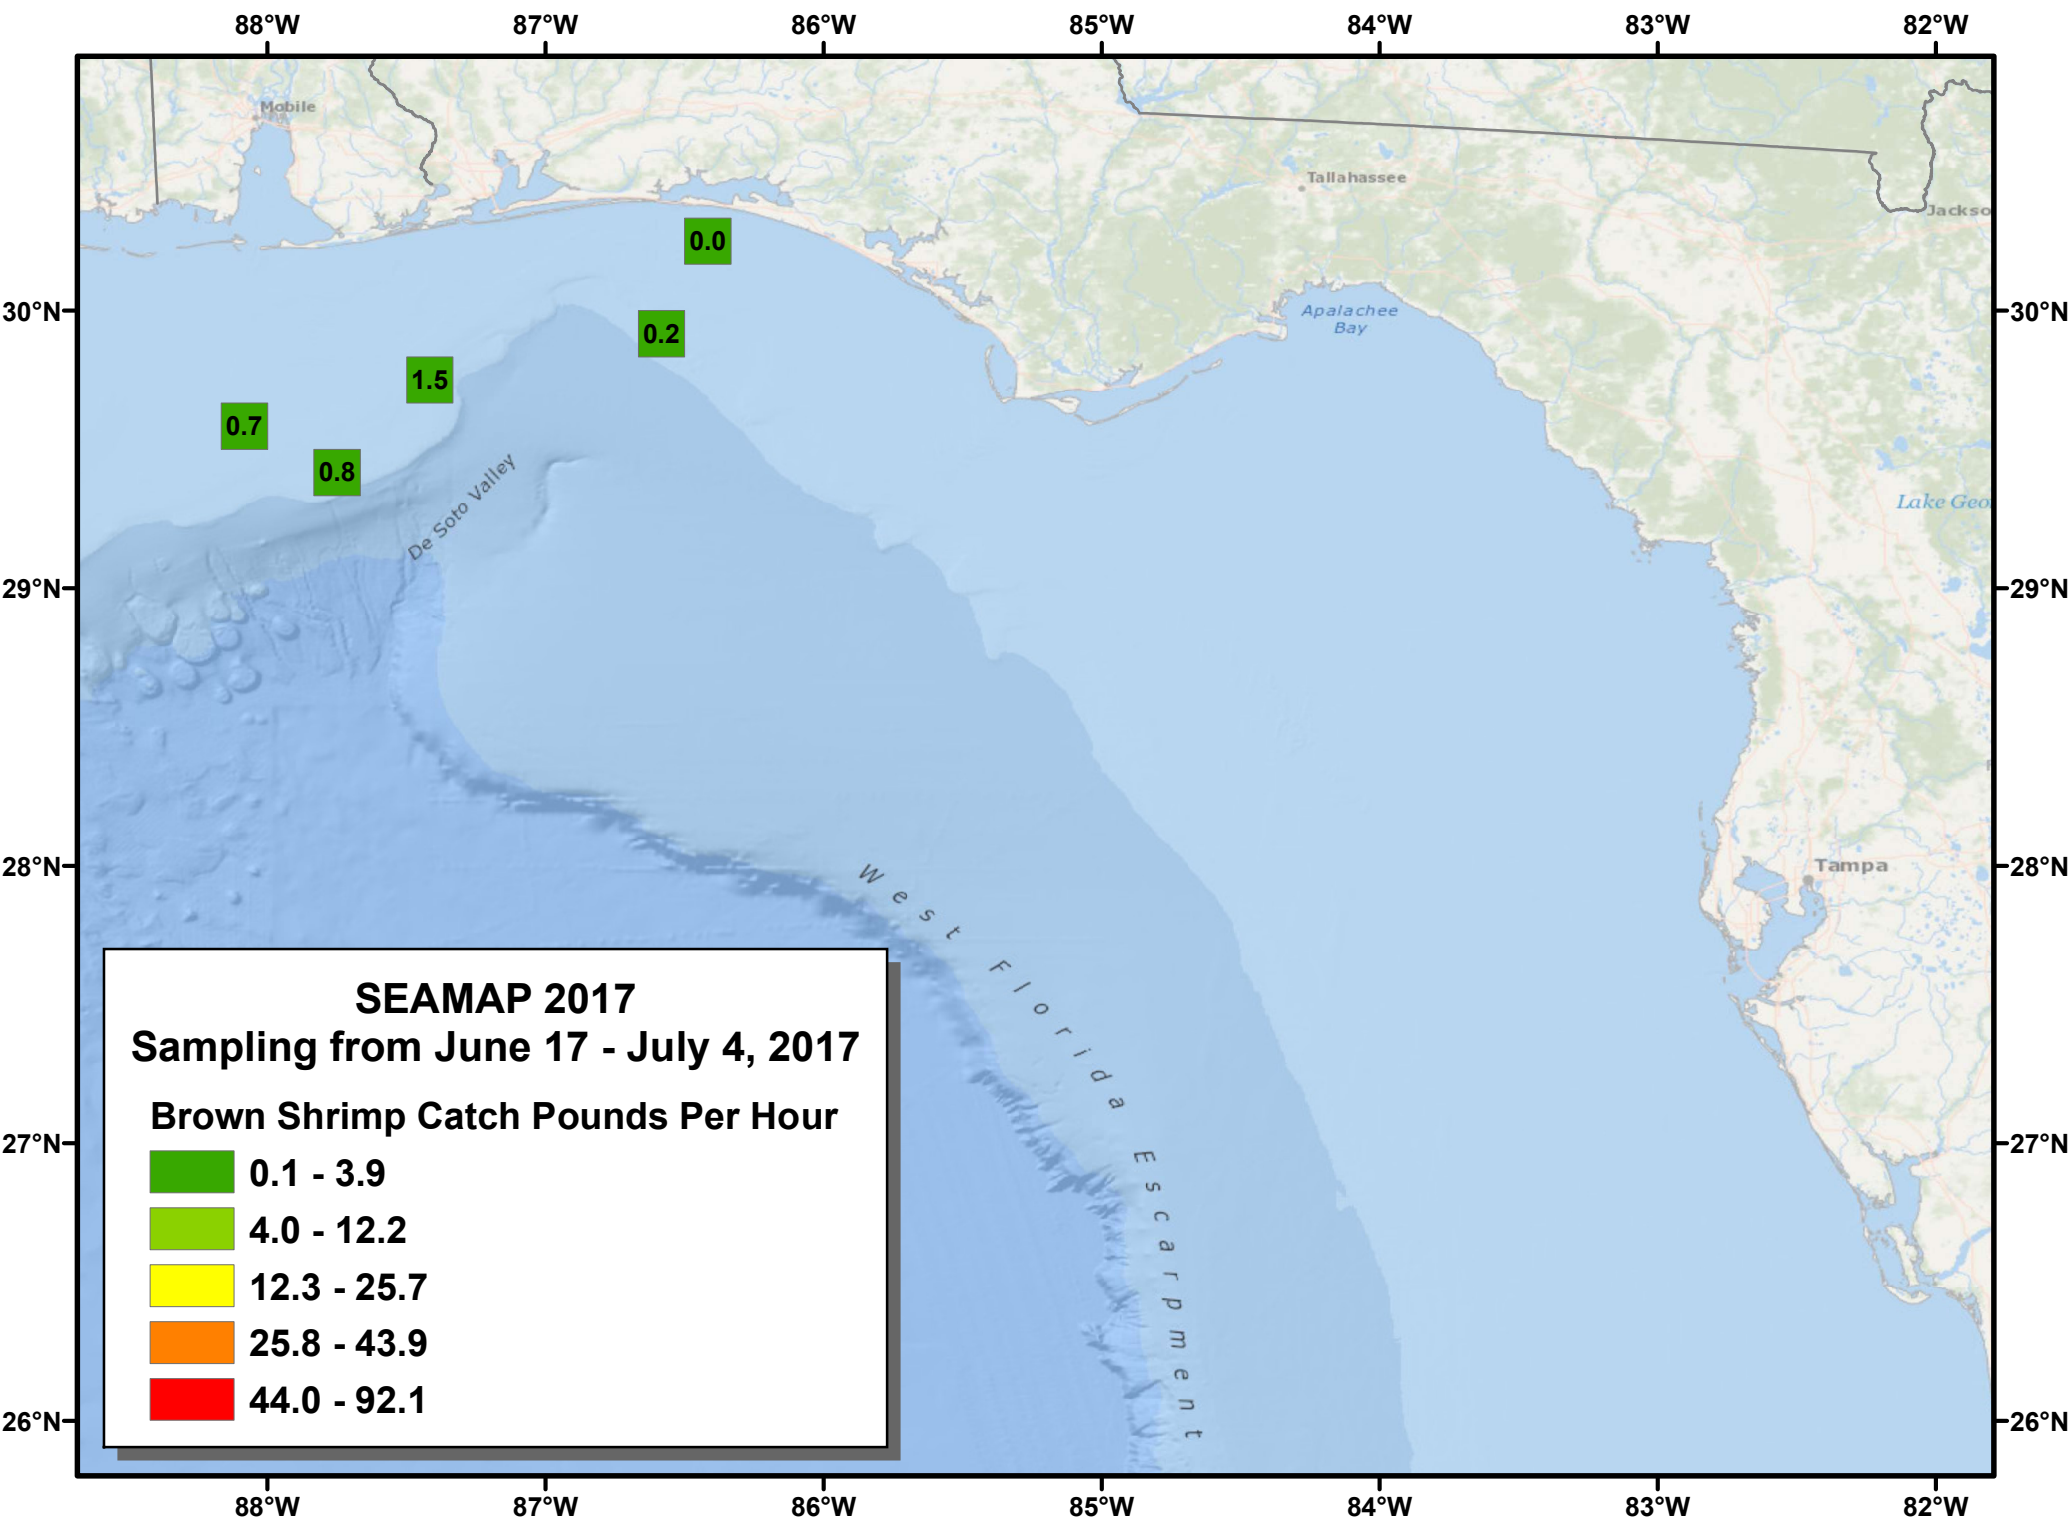 88°W 87°W 86°W 85°W 84°W 83°W 82°W
Mobile
Tallahassee
Jackso
0.0
30°N 30°N
Apalachee
Bay
0.2
1.5
0.7
0.8
De Soto Valley
Lake Geo
29°N 29°N
28°N 28°N
Tampa
West Florida Escarpment
SEAMAP 2017
Sampling from June 17 - July 4, 2017
Brown Shrimp Catch Pounds Per Hour
0.1 - 3.9
4.0 - 12.2
12.3 - 25.7
25.8 - 43.9
44.0 - 92.1
27°N 27°N
26°N 26°N
88°W 87°W 86°W 85°W 84°W 83°W 82°W